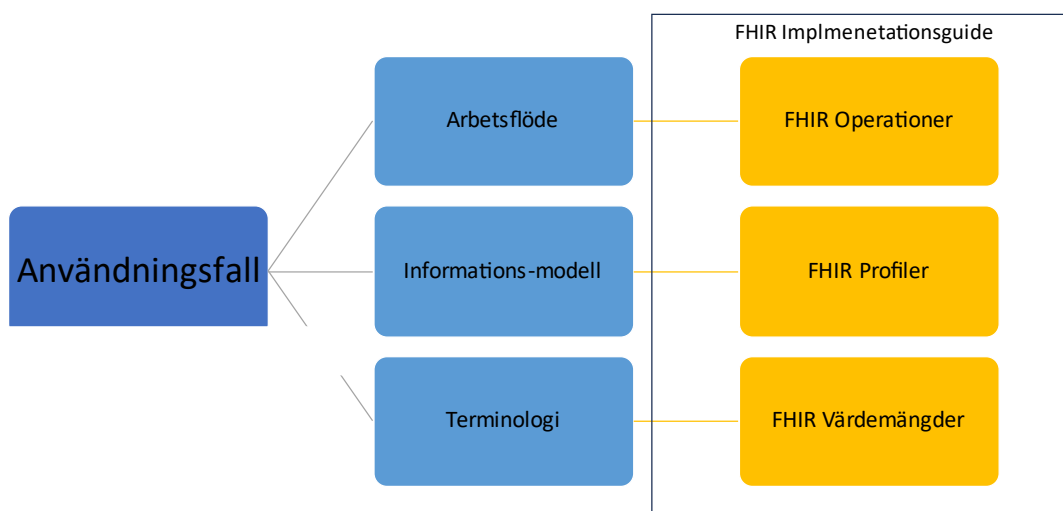 FHIR Implmenetationsguide
Arbetsflöde
FHIR Operationer
Användningsfall
Informations-modell
FHIR Profiler
Terminologi
FHIR Värdemängder